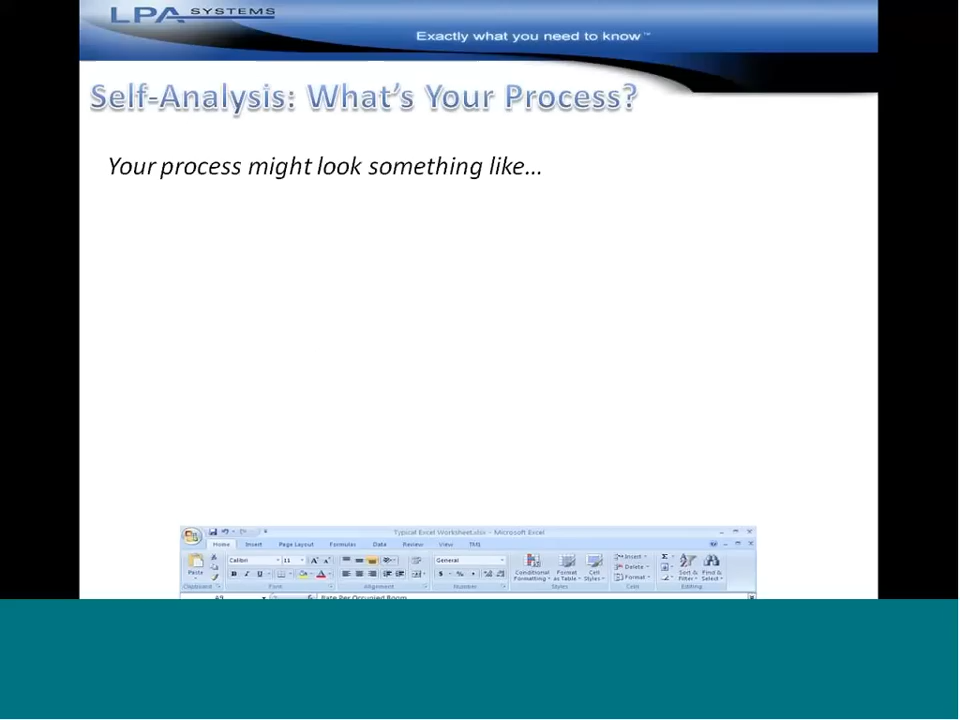 LPA SYSTEMS
Exactly what you need to know™
Self-Analysis: What's Your Process?
Your process might look something like...
Typical Excel Worksheet.xlsx - Microsoft Excel
Home Insert Page Layout Formulas Data Review View TM1
Calibri 11 General
Paste
B I U
Conditional Formatting Format as Table Cell Styles
Insert
Delete
Format
Sort & Filter Find & Select
Clipboard Font Alignment Number Styles Cells Editing
A9 Rate Per Occupied Room